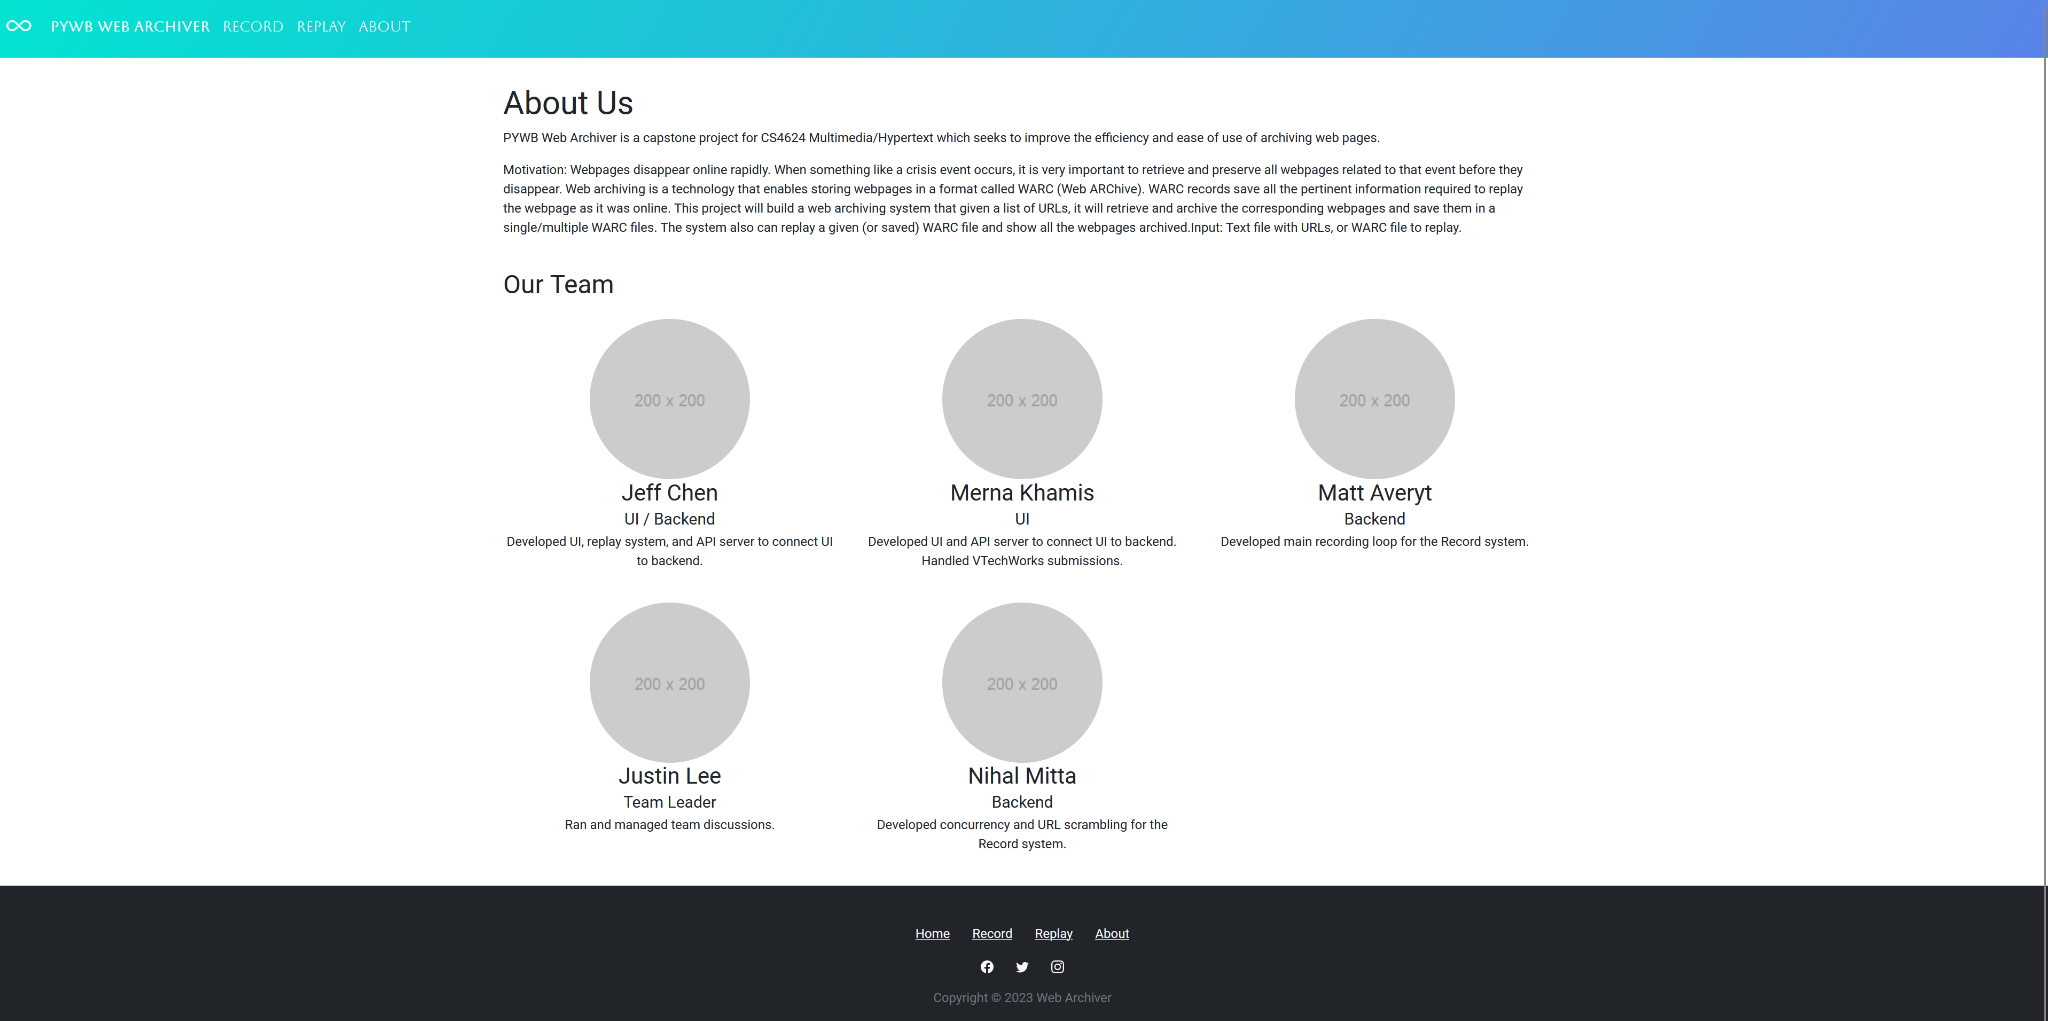 PYWB WEB ARCHIVER RECORD REPLAY ABOUT
About Us
PYWB Web Archiver is a capstone project for CS4624 Multimedia/Hypertext which seeks to improve the efficiency and ease of use of archiving web pages.
Motivation: Webpages disappear online rapidly. When something like a crisis event occurs, it is very important to retrieve and preserve all webpages related to that event before they
disappear. Web archiving is a technology that enables storing webpages in a format called WARC (Web ARChive). WARC records save all the pertinent information required to replay
the webpage as it was online. This project will build a web archiving system that given a list of URLs, it will retrieve and archive the corresponding webpages and save them in a
single/multiple WARC files. The system also can replay a given (or saved) WARC file and show all the webpages archived.Input: Text file with URLs, or WARC file to replay.
Our Team
200 x 200
Jeff Chen
UI / Backend
Developed UI, replay system, and API server to connect UI
to backend.
200 x 200
Merna Khamis
UI
Developed UI and API server to connect UI to backend.
Handled VTechWorks submissions.
200 x 200
Matt Averyt
Backend
Developed main recording loop for the Record system.
200 x 200
Justin Lee
Team Leader
Ran and managed team discussions.
200 x 200
Nihal Mitta
Backend
Developed concurrency and URL scrambling for the
Record system.
Home Record Replay About
Copyright © 2023 Web Archiver